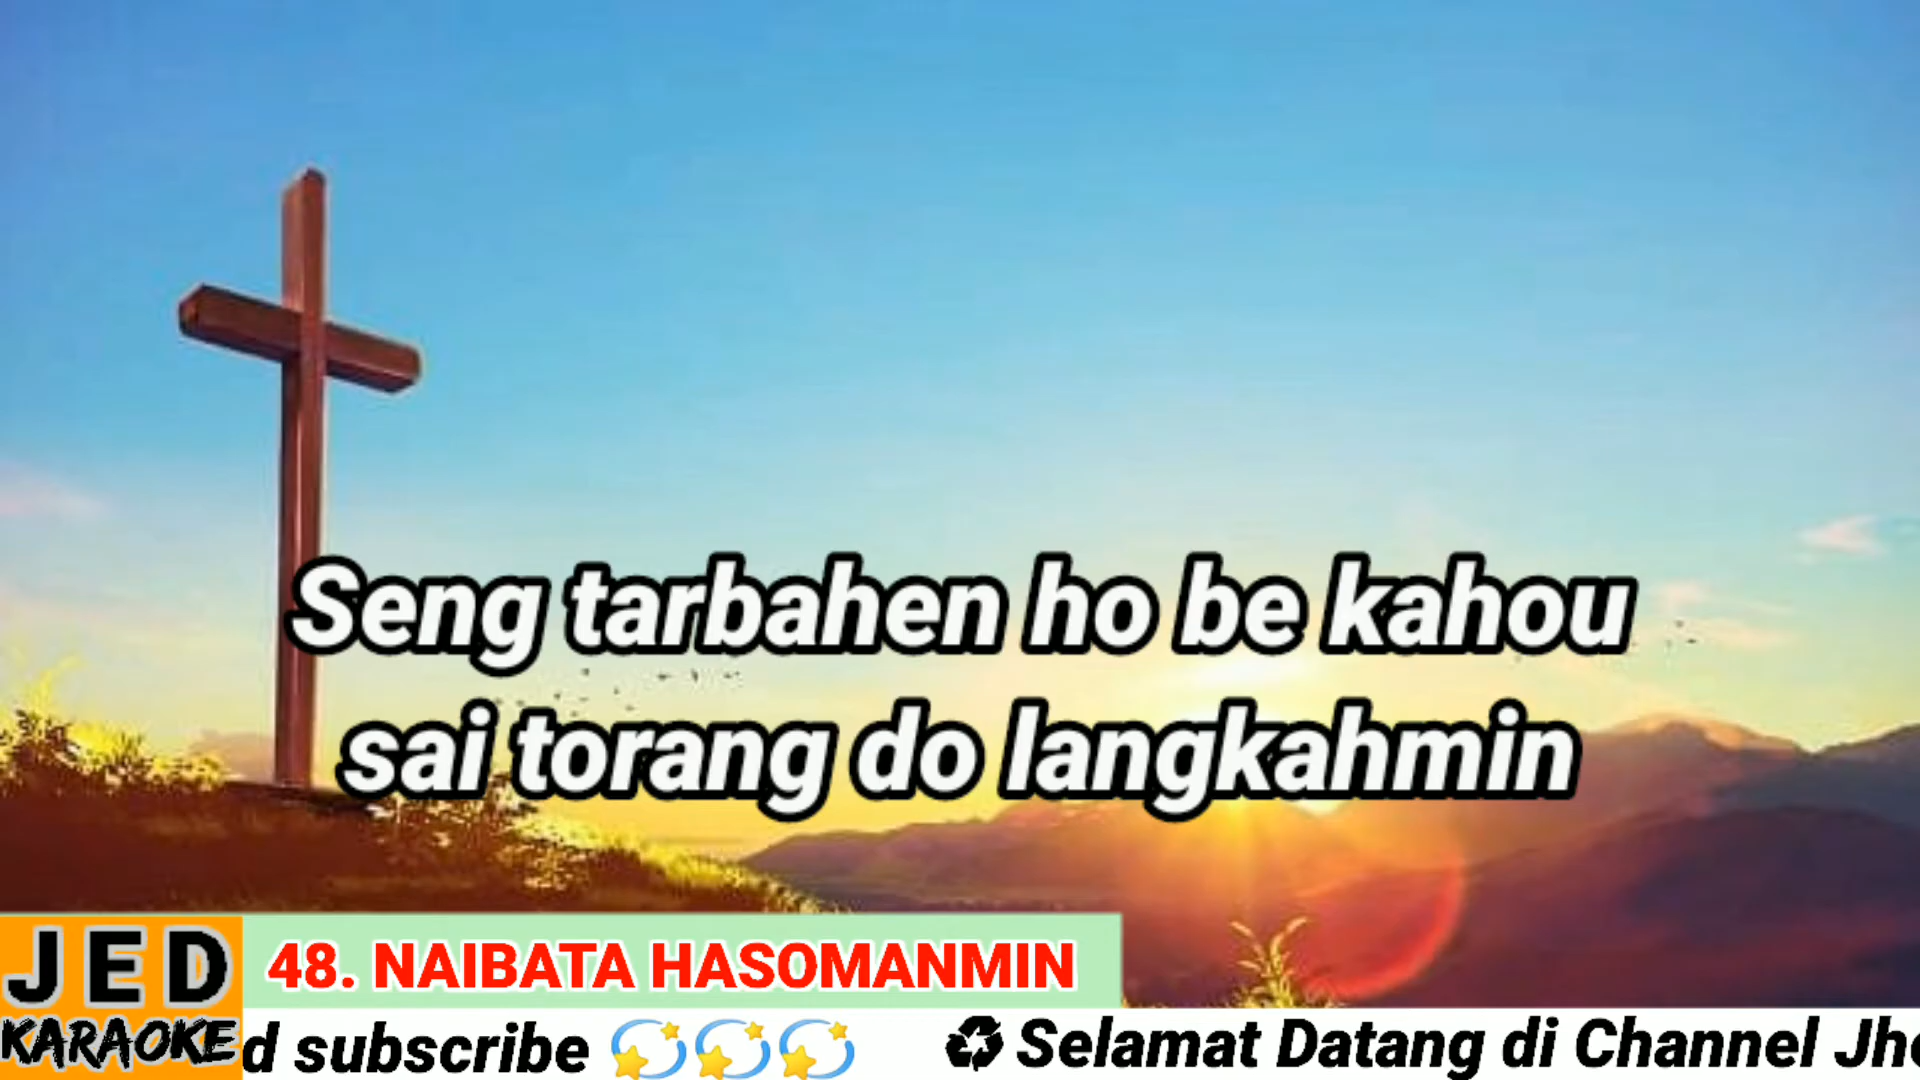 Seng tarbahen ho be kahou
sai torang do langkahmin
JED
KARAOKE
48. NAIBATA HASOMANMIN
d subscribe 💫💫💫 ♻ Selamat Datang di Channel Jh